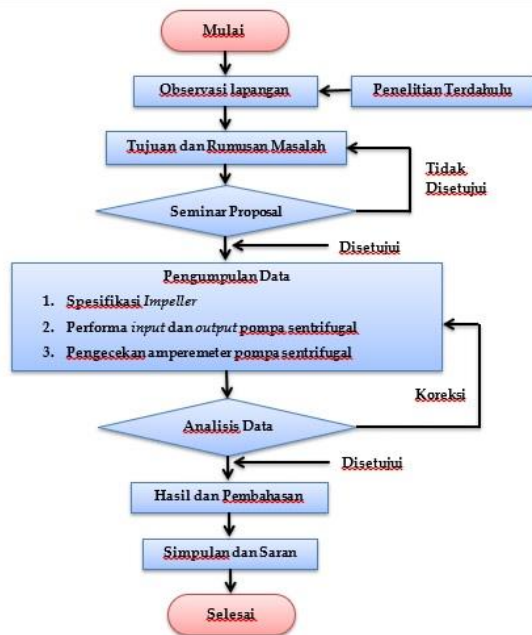 Mulai
Observasi lapangan
Penelitian Terdahulu
Tujuan dan Rumusan Masalah
Tidak
Disetujui
Seminar Proposal
Disetujui
Pengumpulan Data
1. Spesifikasi Impeller
2. Performa input dan output pompa sentrifugal
3. Pengecekan amperemeter pompa sentrifugal
Koreksi
Analisis Data
Disetujui
Hasil dan Pembahasan
Simpulan dan Saran
Selesai